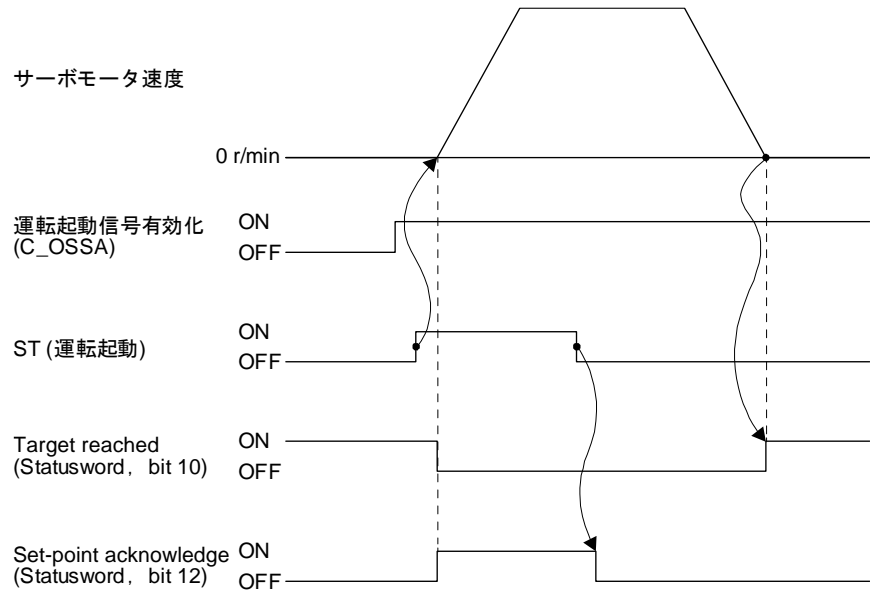 サーボモータ速度
0 r/min
運転起動信号有効化
(C_OSSA)
ON
OFF
ST (運転起動)
ON
OFF
Target reached
(Statusword, bit 10)
ON
OFF
Set-point acknowledge
(Statusword, bit 12)
ON
OFF